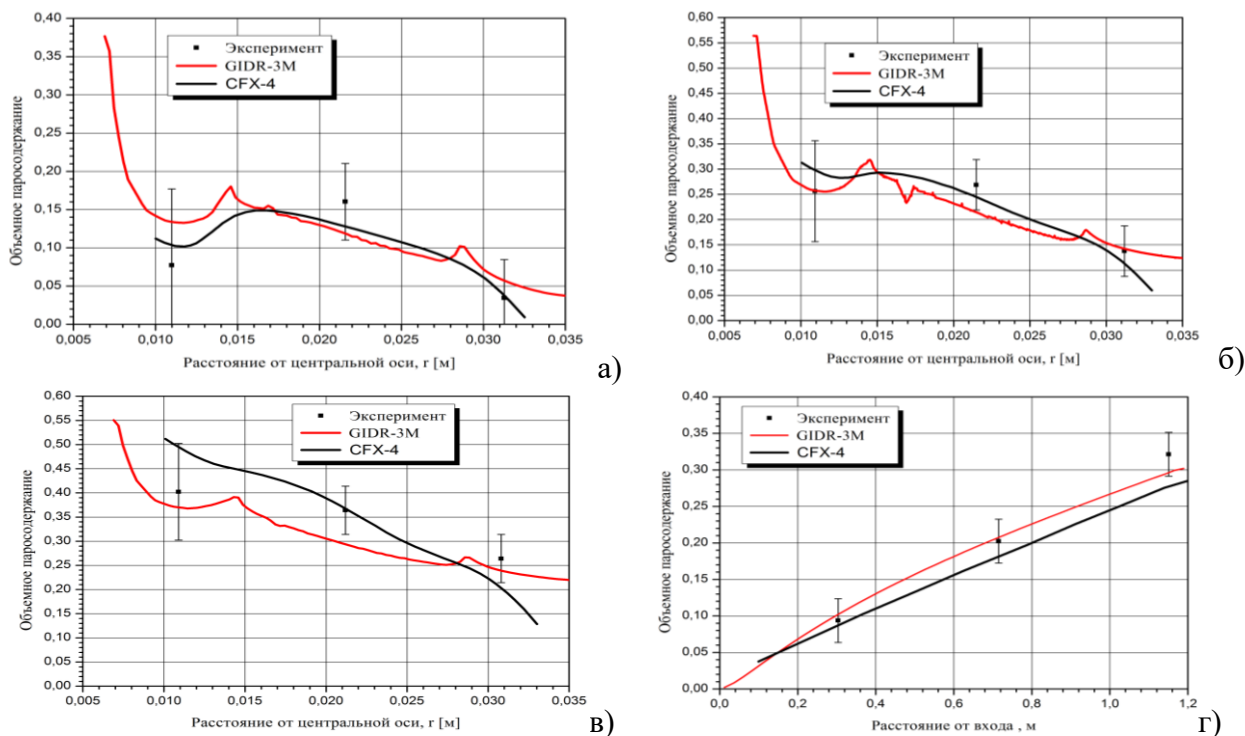 0,40
0,35
0,30
0,25
0,20
0,15
0,10
0,05
0,00
Объемное паросодержание
Эксперимент
GIDR-3M
CFX-4
0,005 0,010 0,015 0,020 0,025 0,030 0,035
Расстояние от центральной оси, r [м]
а)
0,60
0,55
0,50
0,45
0,40
0,35
0,30
0,25
0,20
0,15
0,10
0,05
0,00
Объемное паросодержание
Эксперимент
GIDR-3M
CFX-4
0,005 0,010 0,015 0,020 0,025 0,030 0,035
Расстояние от центральной оси, r [м]
б)
0,60
0,55
0,50
0,45
0,40
0,35
0,30
0,25
0,20
0,15
0,10
0,05
0,00
Объемное паросодержание
Эксперимент
GIDR-3M
CFX-4
0,005 0,010 0,015 0,020 0,025 0,030 0,035
Расстояние от центральной оси, r [м]
в)
0,40
0,35
0,30
0,25
0,20
0,15
0,10
0,05
0,00
Объемное паросодержание
Эксперимент
GIDR-3M
CFX-4
0,0 0,2 0,4 0,6 0,8 1,0 1,2
Расстояние от входа , м
г)